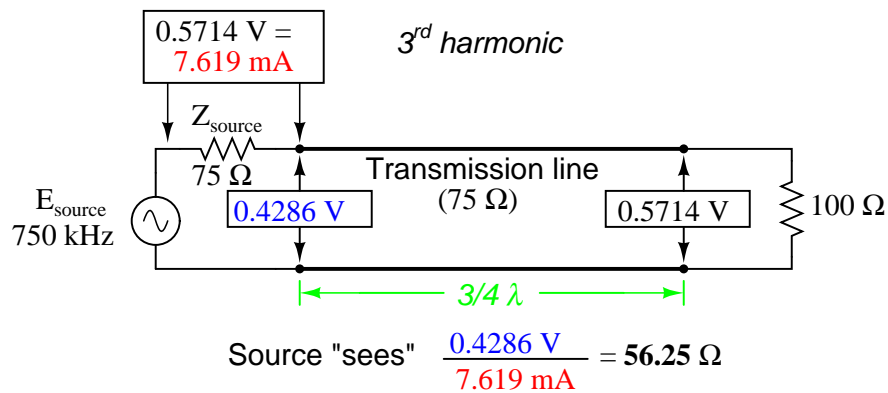 0.5714 V =
7.619 mA
3rd harmonic
Zsource
75 Ω
Transmission line
(75 Ω)
Esource
750 kHz
0.4286 V
0.5714 V
100 Ω
3/4 λ
Source "sees" 0.4286 V / 7.619 mA = 56.25 Ω